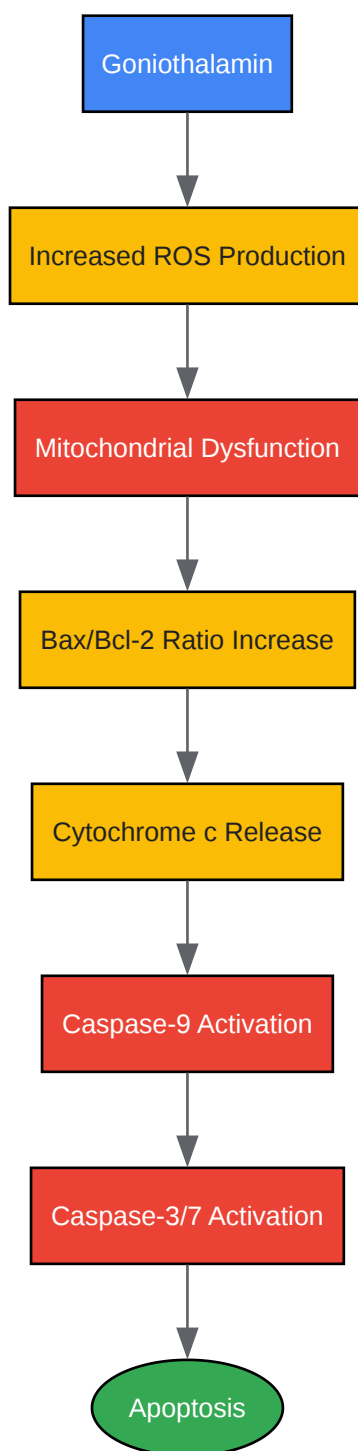 Goniothalamin
Increased ROS Production
Mitochondrial Dysfunction
Bax/Bcl-2 Ratio Increase
Cytochrome c Release
Caspase-9 Activation
Caspase-3/7 Activation
Apoptosis